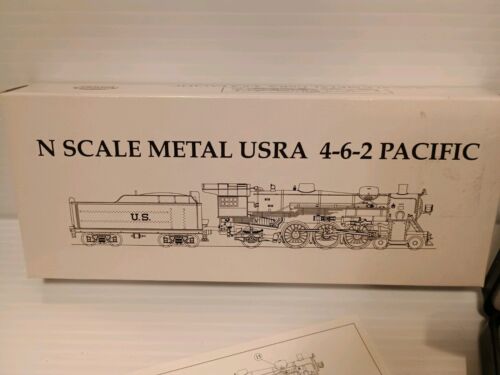 N SCALE METAL USRA 4-6-2 PACIFIC
U.S.